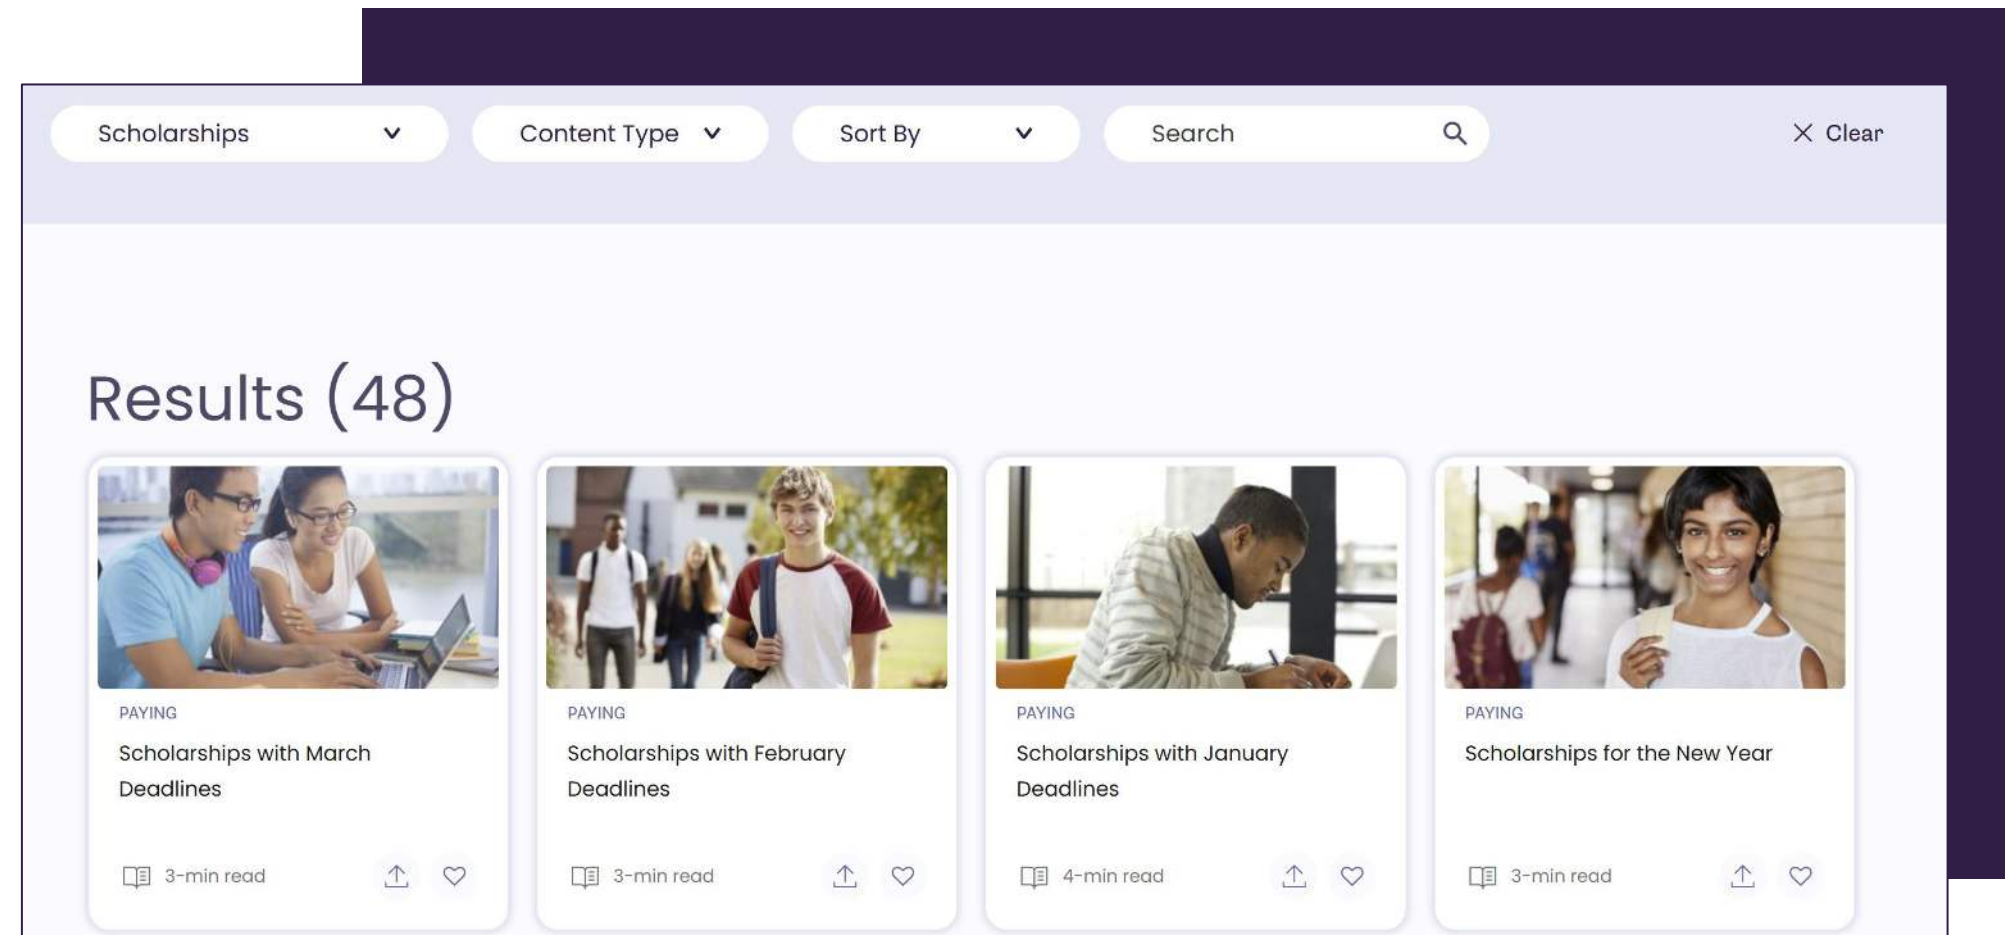 Scholarships
Content Type
Sort By
Search
Clear
Results (48)
PAYING
Scholarships with March
Deadlines
3-min read
PAYING
Scholarships with February
Deadlines
3-min read
PAYING
Scholarships with January
Deadlines
4-min read
PAYING
Scholarships for the New Year
3-min read